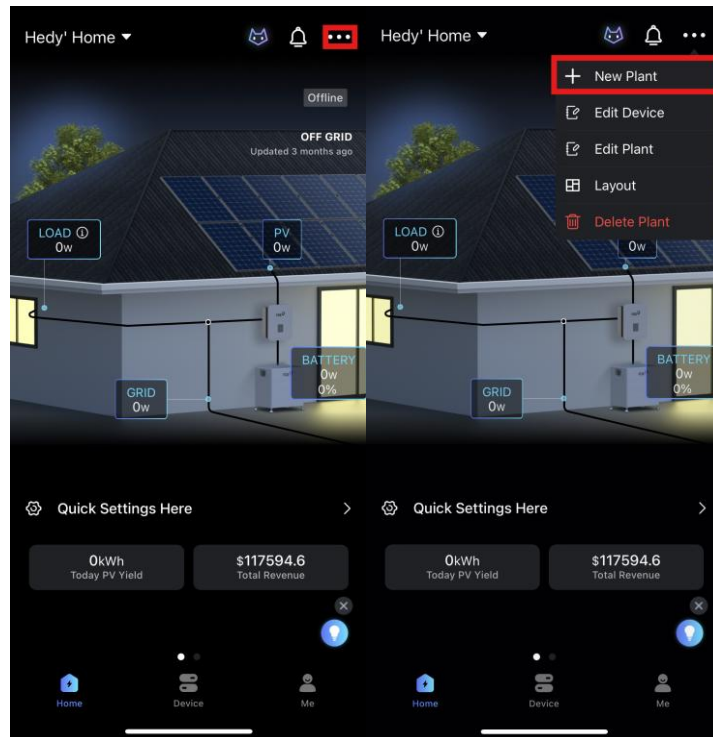 Hedy' Home
Offline
OFF GRID
Updated 3 months ago
LOAD
0w
PV
0w
BATTERY
0w
0%
GRID
0w
Quick Settings Here
0kWh
Today PV Yield
$117594.6
Total Revenue
Home
Device
Me
Hedy' Home
New Plant
Edit Device
Edit Plant
Layout
Delete Plant
LOAD
0w
0w
BATTERY
0w
0%
GRID
0w
Quick Settings Here
0kWh
Today PV Yield
$117594.6
Total Revenue
Home
Device
Me